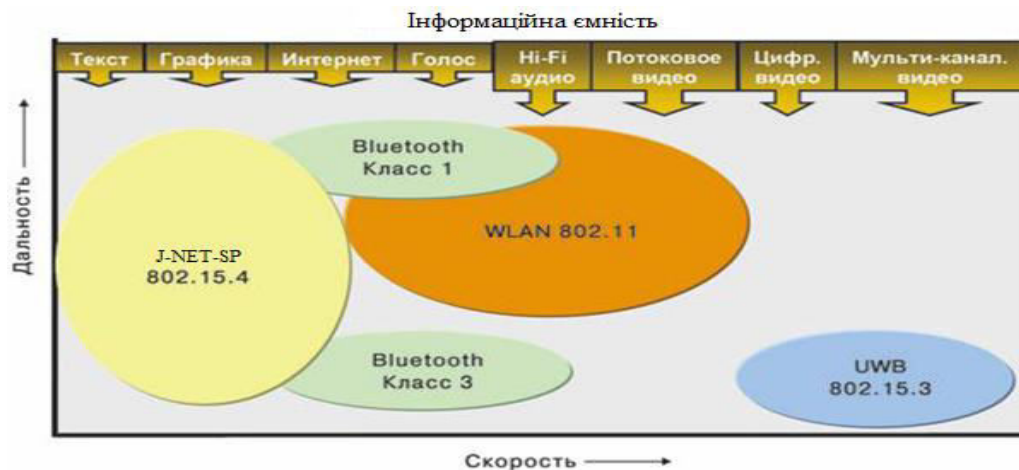 Інформаційна ємність
Текст
Графика
Интернет
Голос
Hi-Fi
аудио
Потоковое
видео
Цифр.
видео
Мульти-канал.
видео
Дальность
Bluetooth
Класс 1
WLAN 802.11
J-NET-SP
802.15.4
Bluetooth
Класс 3
UWB
802.15.3
Скорость